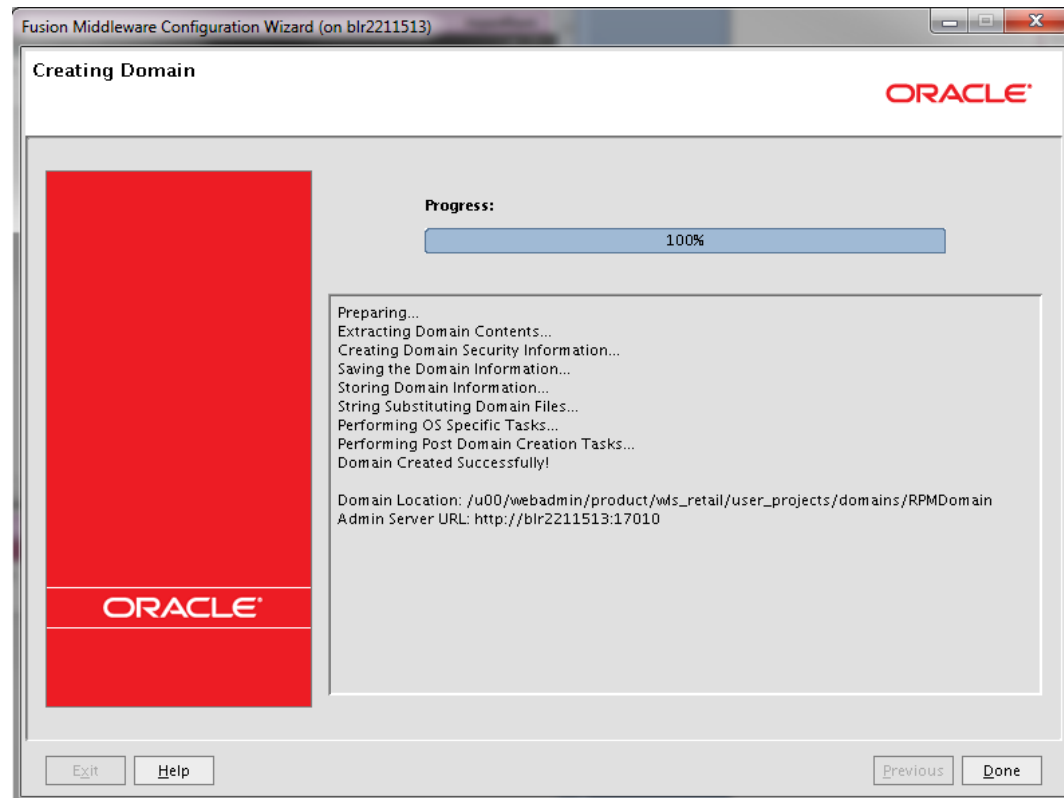 Fusion Middleware Configuration Wizard (on blr2211513)
Creating Domain
ORACLE
Progress:
100%
Preparing...
Extracting Domain Contents...
Creating Domain Security Information...
Saving the Domain Information...
Storing Domain Information...
String Substituting Domain Files...
Performing OS Specific Tasks...
Performing Post Domain Creation Tasks...
Domain Created Successfully!
Domain Location: /u00/webadmin/product/wls_retail/user_projects/domains/RPMDomain
Admin Server URL: http://blr2211513:17010
ORACLE
Exit Help Previous Done